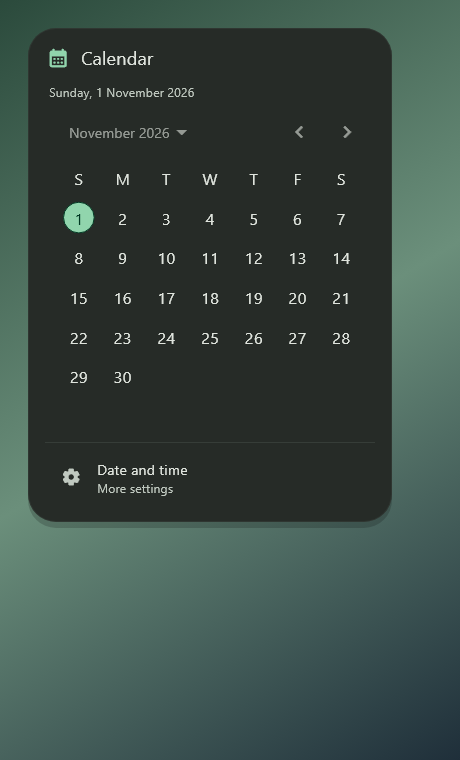 Calendar
Sunday, 1 November 2026
November 2026
S M T W T F S
1 2 3 4 5 6 7
8 9 10 11 12 13 14
15 16 17 18 19 20 21
22 23 24 25 26 27 28
29 30
Date and time
More settings